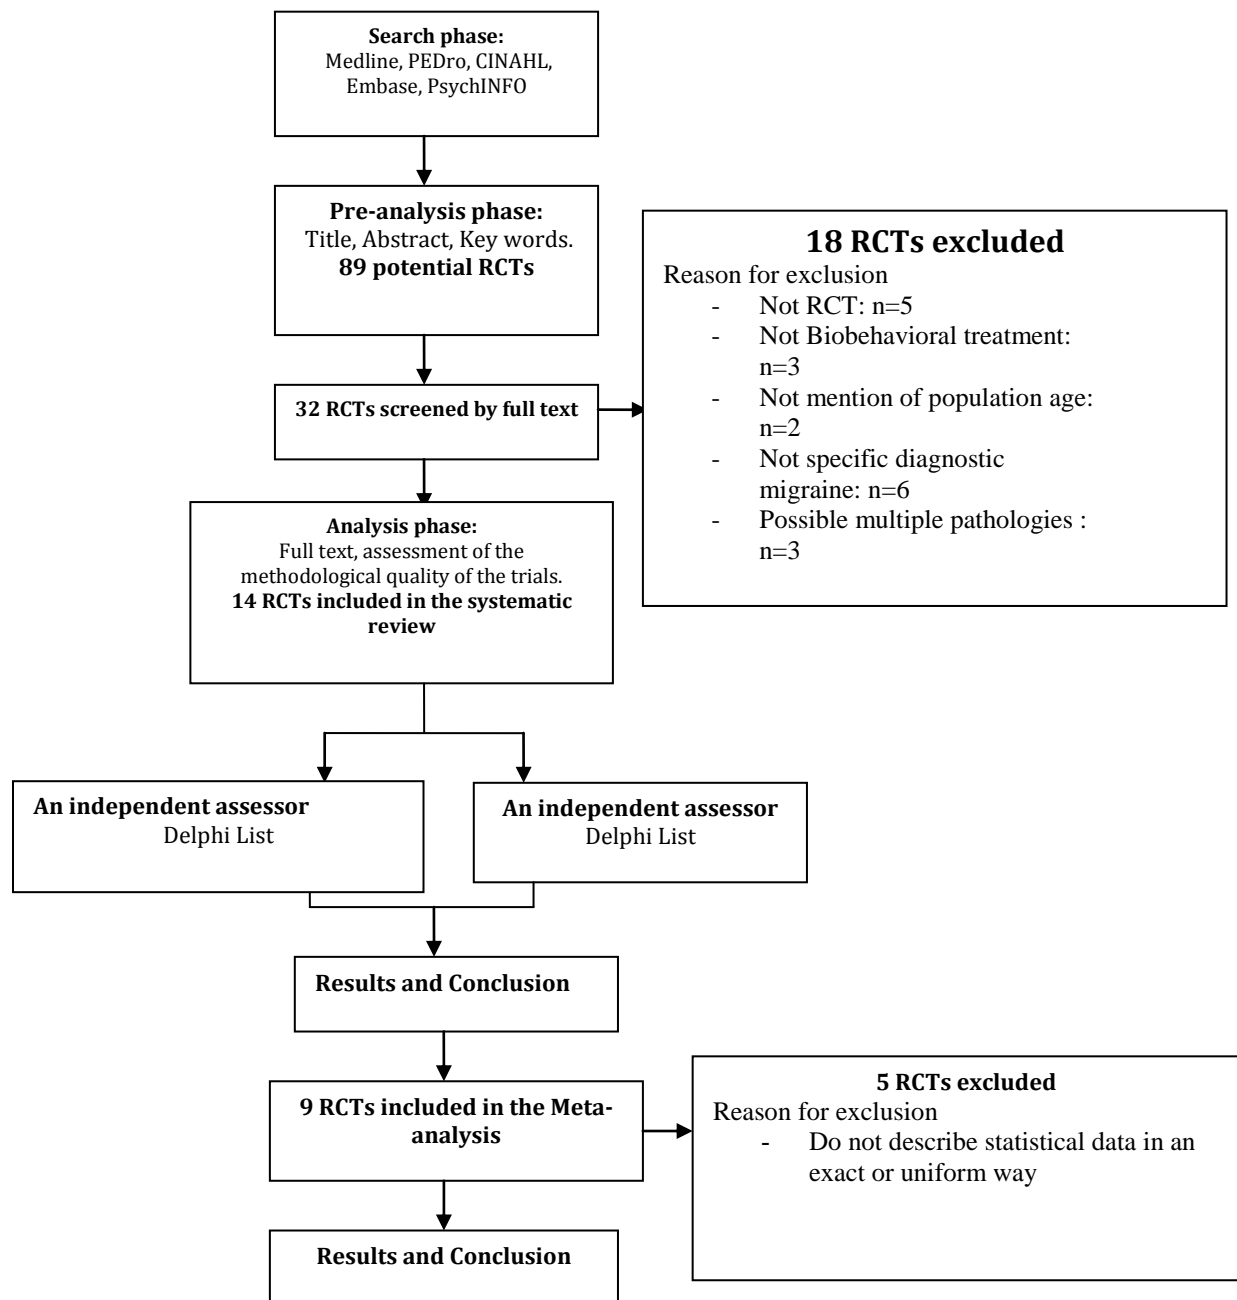 Search phase:
Medline, PEDro, CINAHL,
Embase, PsychINFO
Pre-analysis phase:
Title, Abstract, Key words.
89 potential RCTs
18 RCTs excluded
Reason for exclusion
- Not RCT: n=5
- Not Biobehavioral treatment:
n=3
- Not mention of population age:
n=2
- Not specific diagnostic
migraine: n=6
- Possible multiple pathologies :
n=3
32 RCTs screened by full text
Analysis phase:
Full text, assessment of the
methodological quality of the trials.
14 RCTs included in the systematic
review
An independent assessor
Delphi List
An independent assessor
Delphi List
Results and Conclusion
9 RCTs included in the Meta-
analysis
5 RCTs excluded
Reason for exclusion
- Do not describe statistical data in an
exact or uniform way
Results and Conclusion